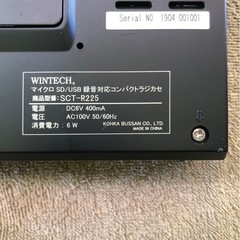 Serial NO 1904 001001
WINTECH.
マイクロ SD/USB 録音対応コンパクトラジカセ
商品型番: SCT-R225
電源: DC6V 400mA
電圧: AC100V 50/60Hz
消費電力: 6 W
KOHKA BUSSAN CO., LTD.
MADE IN CHINA